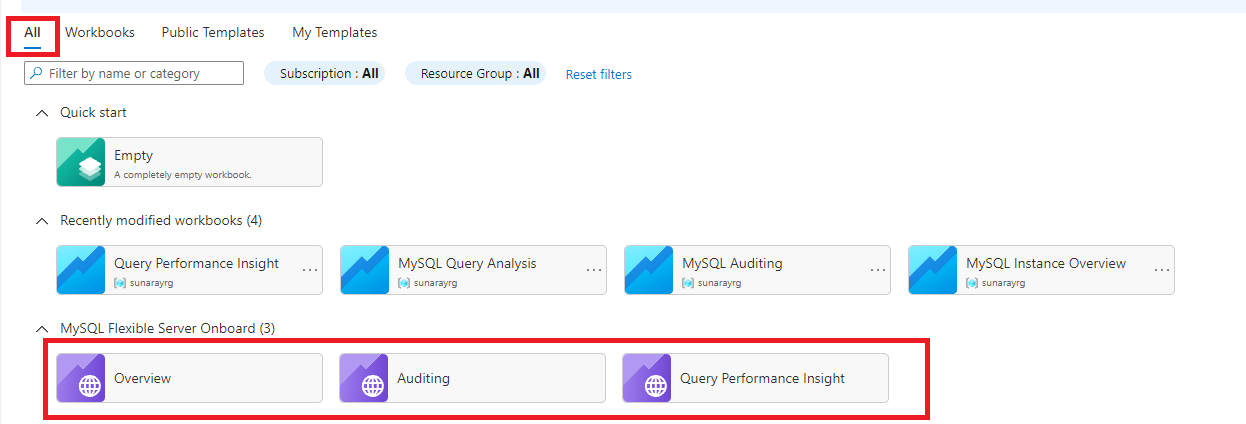 All Workbooks Public Templates My Templates
Filter by name or category Subscription : All Resource Group : All Reset filters
Quick start
Empty
A completely empty workbook.
Recently modified workbooks (4)
Query Performance Insight ... MySQL Query Analysis ... MySQL Auditing ... MySQL Instance Overview ...
sunarayrg sunarayrg sunarayrg sunarayrg
MySQL Flexible Server Onboard (3)
Overview Auditing Query Performance Insight